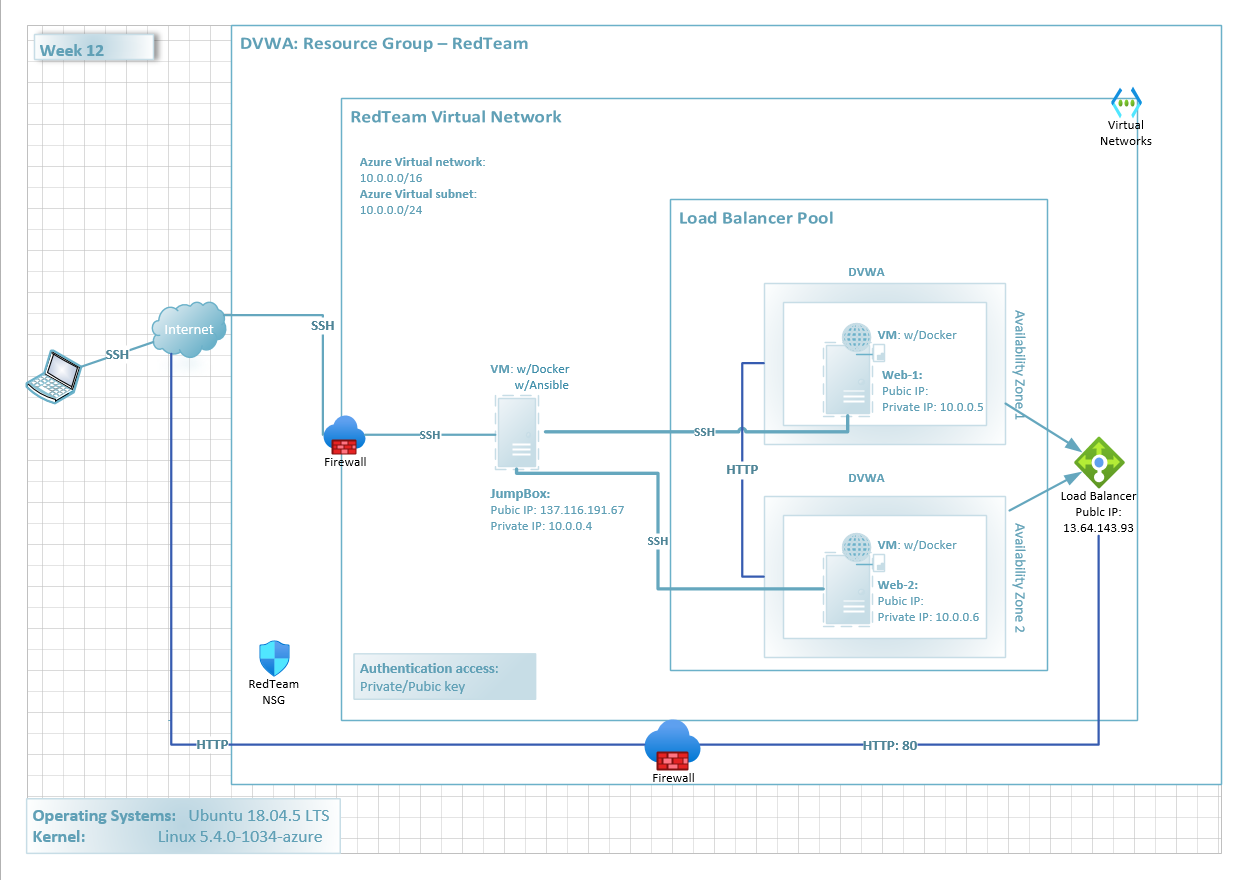 Week 12
DVWA: Resource Group – RedTeam
Virtual
Networks
RedTeam Virtual Network
Azure Virtual network:
10.0.0.0/16
Azure Virtual subnet:
10.0.0.0/24
Load Balancer Pool
DVWA
VM: w/Docker
Web-1:
Pubic IP:
Private IP: 10.0.0.5
Availability Zone 1
Internet
SSH
SSH
Firewall
SSH
VM: w/Docker
w/Ansible
JumpBox:
Pubic IP: 137.116.191.67
Private IP: 10.0.0.4
SSH
HTTP
SSH
DVWA
VM: w/Docker
Web-2:
Pubic IP:
Private IP: 10.0.0.6
Availability Zone 2
Load Balancer
Publc IP:
13.64.143.93
RedTeam
NSG
Authentication access:
Private/Pubic key
HTTP
Firewall
HTTP: 80
Operating Systems: Ubuntu 18.04.5 LTS
Kernel: Linux 5.4.0-1034-azure